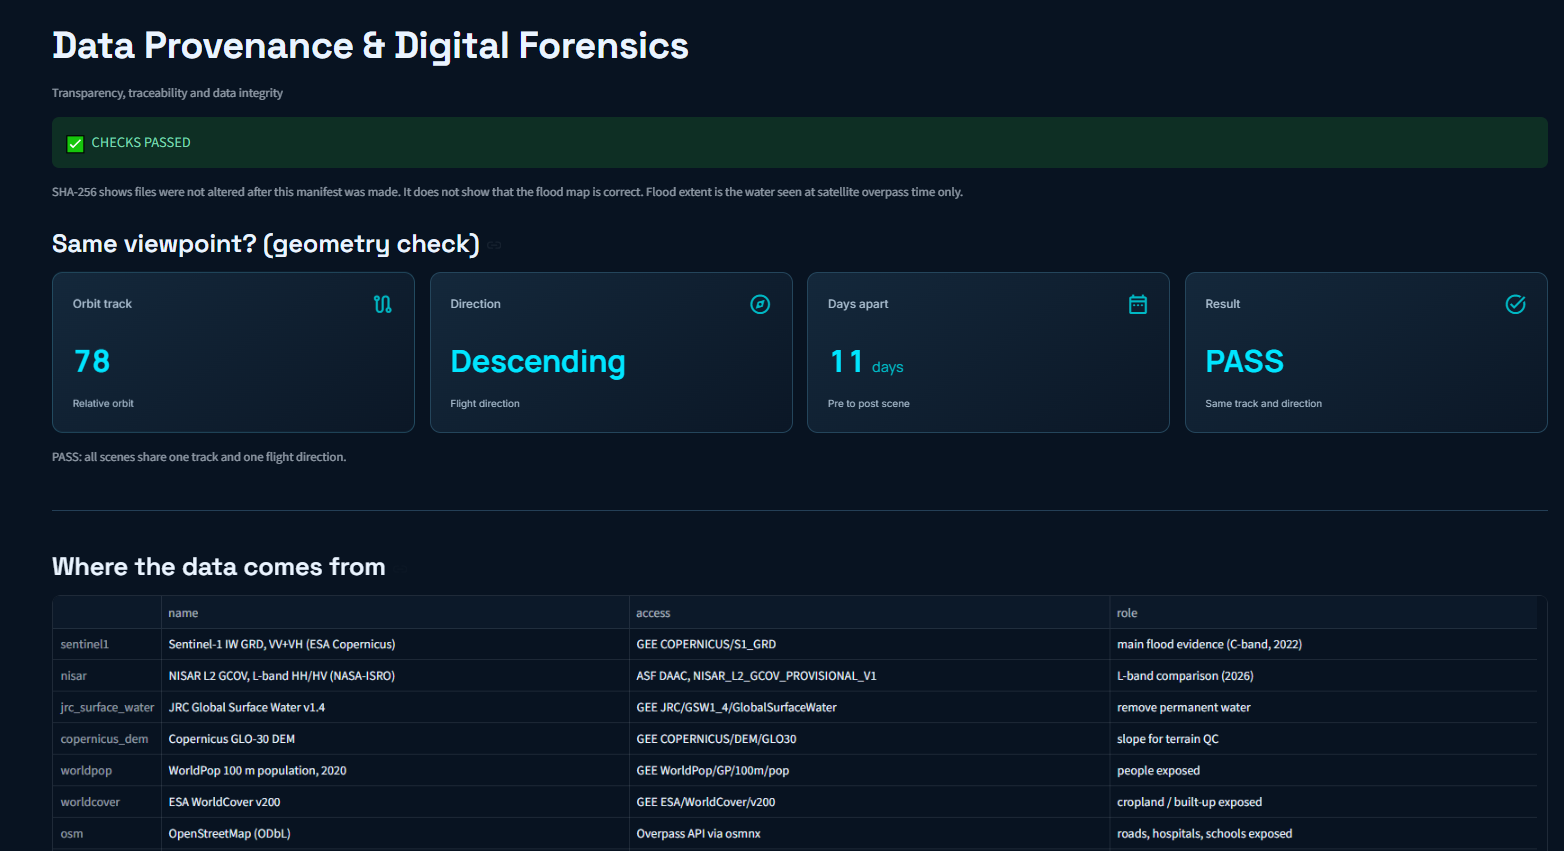 Data Provenance & Digital Forensics
Transparency, traceability and data integrity
✅ CHECKS PASSED
SHA-256 shows files were not altered after this manifest was made. It does not show that the flood map is correct. Flood extent is the water seen at satellite overpass time only.
Same viewpoint? (geometry check)
Orbit track
78
Relative orbit
Direction
Descending
Flight direction
Days apart
11 days
Pre to post scene
Result
PASS
Same track and direction
PASS: all scenes share one track and one flight direction.
Where the data comes from
name access role
sentinel1 Sentinel-1 IW GRD, VV+VH (ESA Copernicus) GEE COPERNICUS/S1_GRD main flood evidence (C-band, 2022)
nisar NISAR L2 GCOV, L-band HH/HV (NASA-ISRO) ASF DAAC, NISAR_L2_GCOV_PROVISIONAL_V1 L-band comparison (2026)
jrc_surface_water JRC Global Surface Water v1.4 GEE JRC/GSW1_4/GlobalSurfaceWater remove permanent water
copernicus_dem Copernicus GLO-30 DEM GEE COPERNICUS/DEM/GLO30 slope for terrain QC
worldpop WorldPop 100 m population, 2020 GEE WorldPop/GP/100m/pop people exposed
worldcover ESA WorldCover v200 GEE ESA/WorldCover/v200 cropland / built-up exposed
osm OpenStreetMap (ODbL) Overpass API via osmnx roads, hospitals, schools exposed